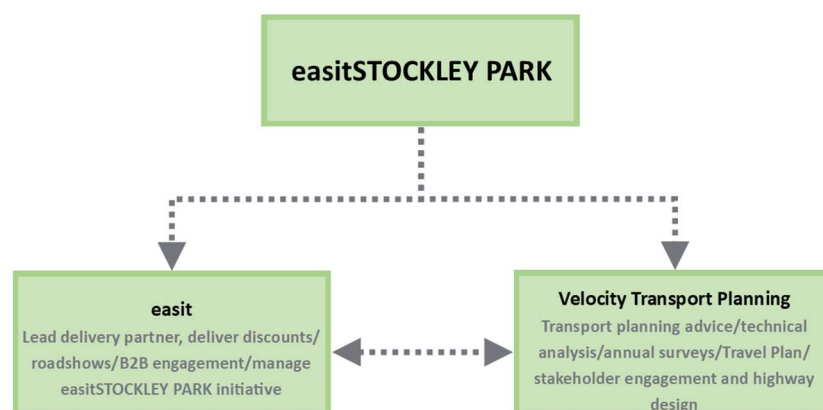 easitSTOCKLEY PARK
easit
Lead delivery partner, deliver discounts/
roadshows/B2B engagement/manage
easitSTOCKLEY PARK initiative
Velocity Transport Planning
Transport planning advice/technical
analysis/annual surveys/Travel Plan/
stakeholder engagement and highway
design